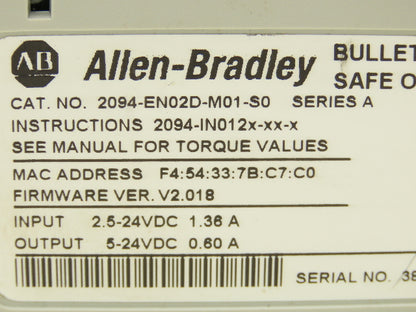 AB Allen-Bradley BULLET
SAFE O
CAT. NO. 2094-EN02D-M01-S0 SERIES A
INSTRUCTIONS 2094-IN012x-xx-x
SEE MANUAL FOR TORQUE VALUES
MAC ADDRESS F4:54:33:7B:C7:C0
FIRMWARE VER. V2.018
INPUT 2.5-24VDC 1.36 A
OUTPUT 5-24VDC 0.60 A
SERIAL NO. 38